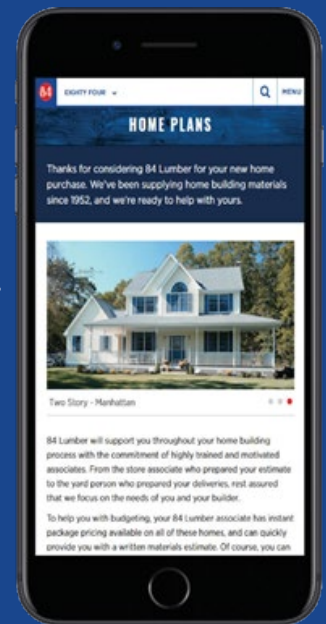 84 EIGHTY FOUR MENU
HOME PLANS
Thanks for considering 84 Lumber for your new home
purchase. We've been supplying home building materials
since 1952, and we're ready to help with yours.
Two Story - Manhattan
84 Lumber will support you throughout your home building
process with the commitment of highly trained and motivated
associates. From the store associate who prepared your estimate
to the yard person who prepared your deliveries, rest assured
that we focus on the needs of you and your builder.
To help you with budgeting, your 84 Lumber associate has instant
package pricing available on all of these homes, and can quickly
provide you with a written materials estimate. Of course, you can